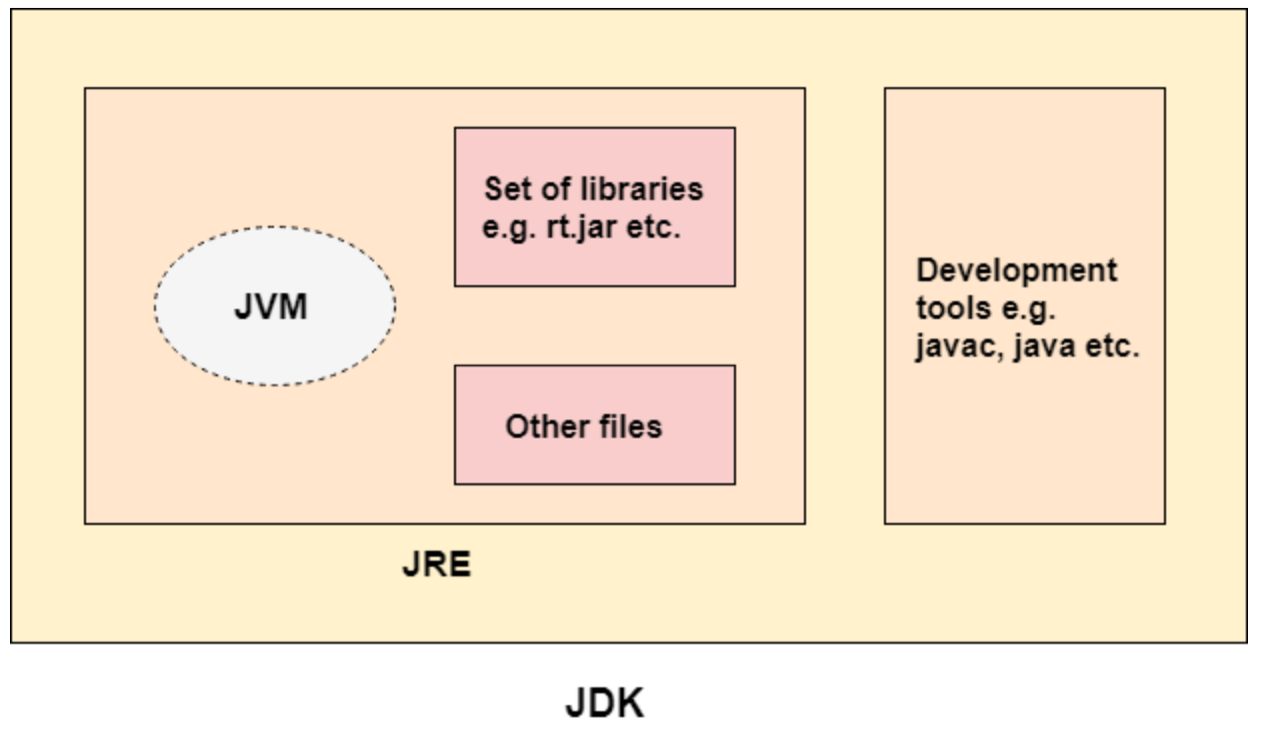 Set of libraries
e.g. rt.jar etc.
JVM
Other files
Development
tools e.g.
javac, java etc.
JRE
JDK